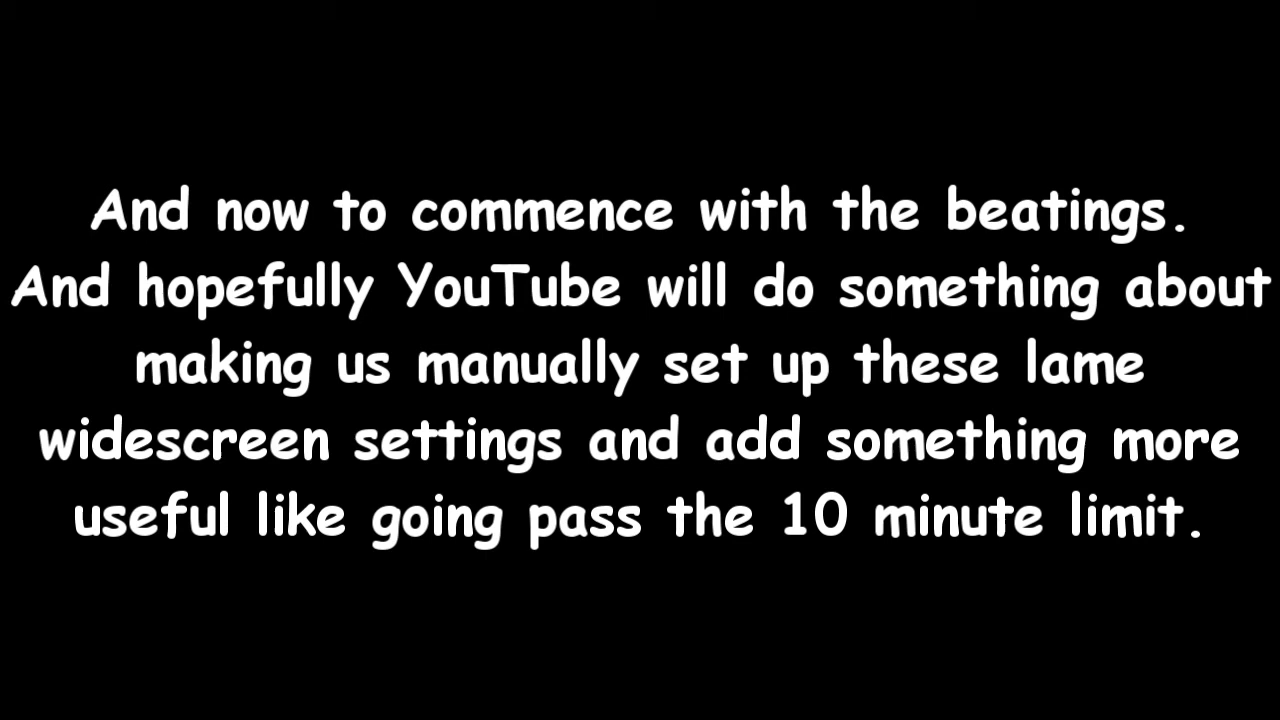 And now to commence with the beatings.
And hopefully YouTube will do something about
making us manually set up these lame
widescreen settings and add something more
useful like going pass the 10 minute limit.